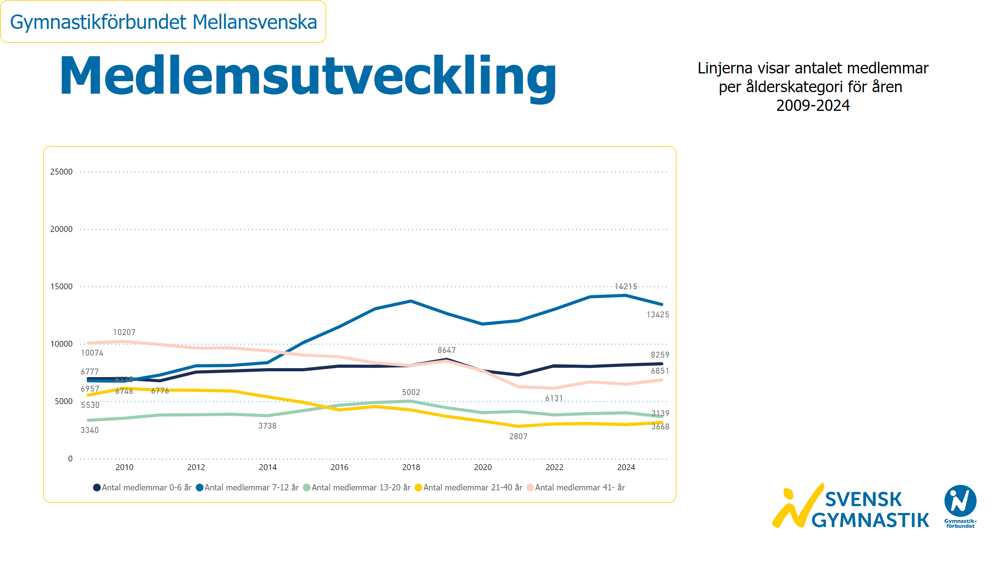 Gymnastikförbundet Mellansvenska
Medlemsutveckling
Linjerna visar antalet medlemmar
per ålderskategori för åren
2009-2024
25000
20000
15000
10000
5000
0
14215
13425
10207
10074
8647
8259
6851
6777
6118
6957
6746
6776
5530
5002
6131
3340
3738
2807
3139
3668
2010 2012 2014 2016 2018 2020 2022 2024
Antal medlemmar 0-6 år Antal medlemmar 7-12 år Antal medlemmar 13-20 år Antal medlemmar 21-40 år Antal medlemmar 41- år
SVENSK
GYMNASTIK
Gymnastik-
förbundet